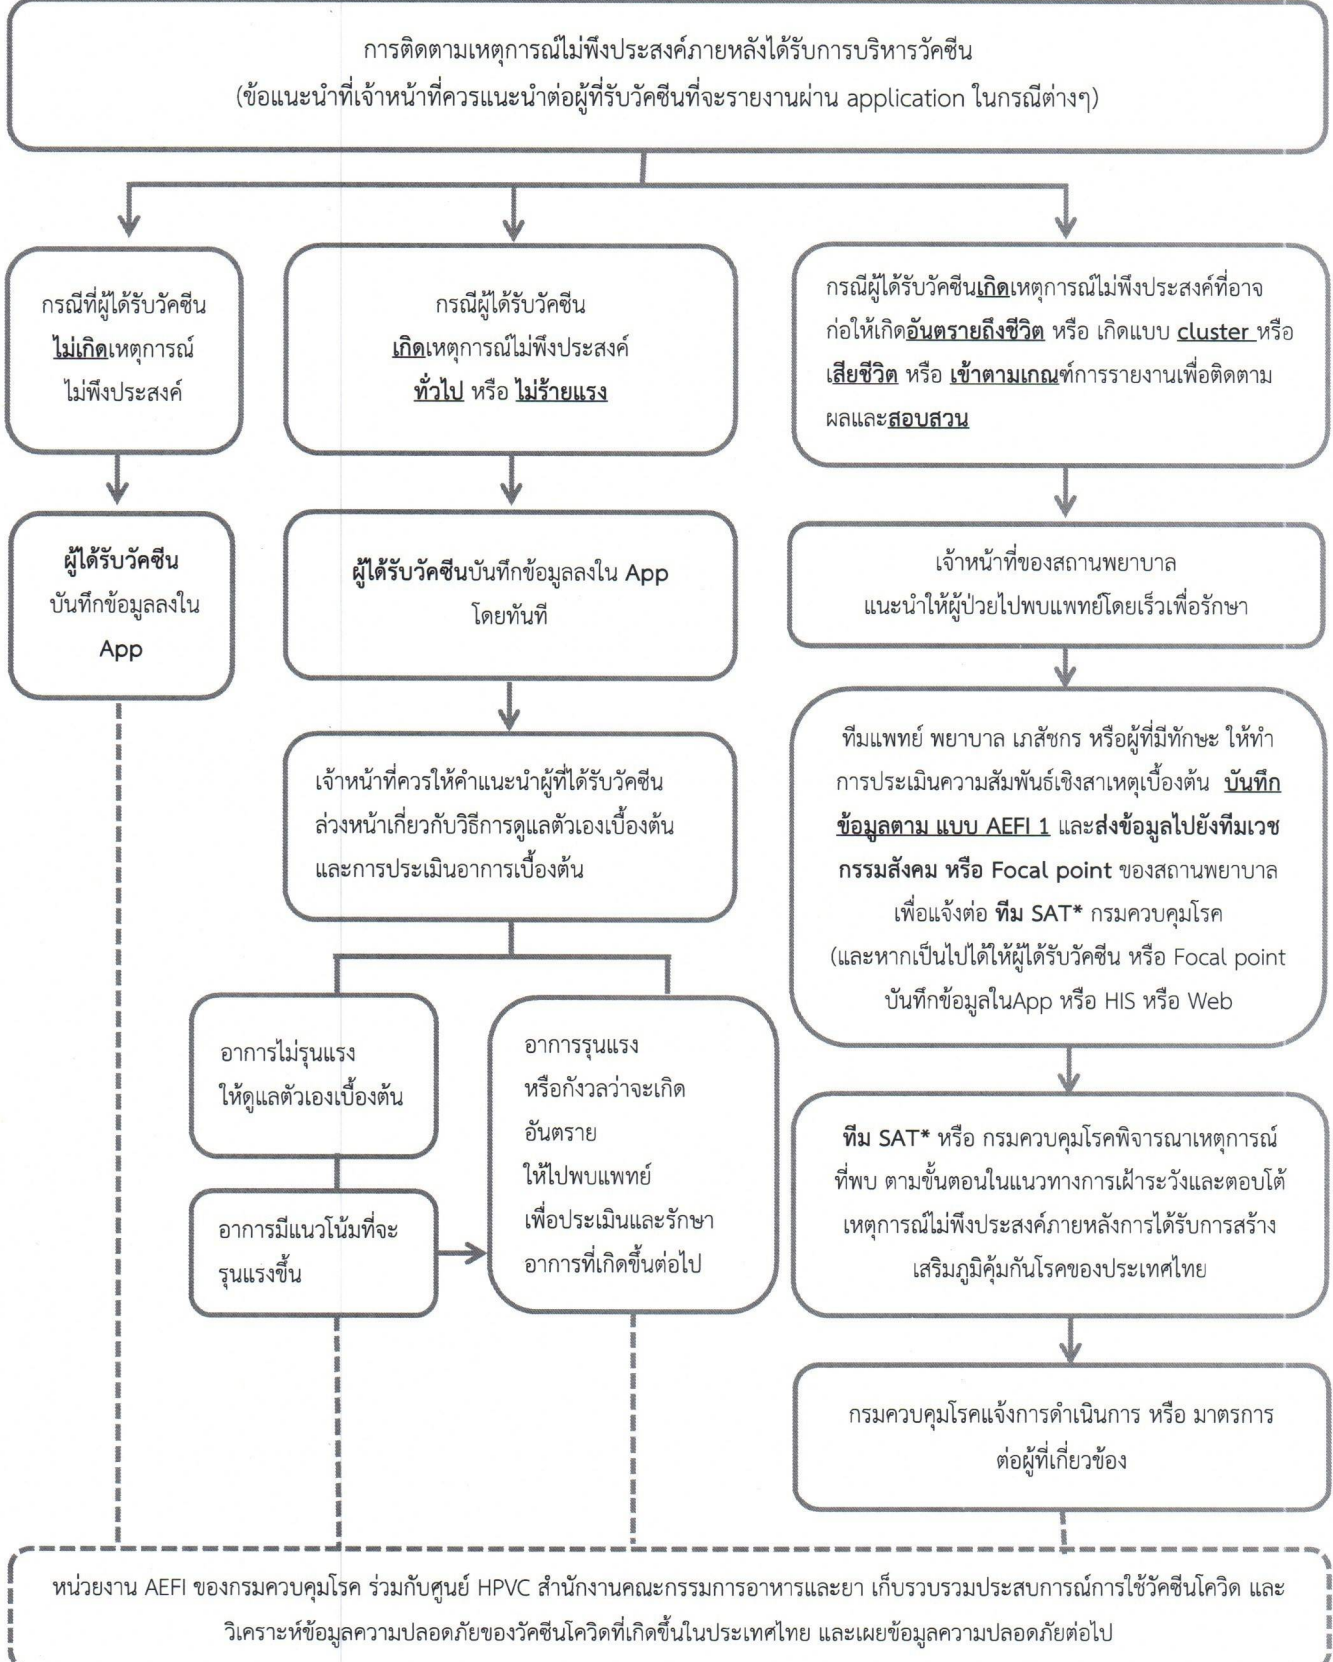 การติดตามเหตุการณ์ไม่พึงประสงค์ภายหลังได้รับการบริหารวัคซีน
(ข้อแนะนำที่เจ้าหน้าที่ควรแนะนำต่อผู้ที่รับวัคซีนที่จะรายงานผ่าน application ในกรณีต่างๆ)
กรณีที่ผู้ได้รับวัคซีน
ไม่เกิดเหตุการณ์
ไม่พึงประสงค์
ผู้ได้รับวัคซีน
บันทึกข้อมูลลงใน
App
กรณีผู้ได้รับวัคซีน
เกิดเหตุการณ์ไม่พึงประสงค์
ทั่วไป หรือ ไม่ร้ายแรง
ผู้ได้รับวัคซีนบันทึกข้อมูลลงใน App
โดยทันที
เจ้าหน้าที่ควรให้คำแนะนำผู้ที่ได้รับวัคซีน
ล่วงหน้าเกี่ยวกับวิธีการดูแลตัวเองเบื้องต้น
และการประเมินอาการเบื้องต้น
อาการไม่รุนแรง
ให้ดูแลตัวเองเบื้องต้น
อาการมีแนวโน้มที่จะ
รุนแรงขึ้น
อาการรุนแรง
หรือกังวลว่าจะเกิด
อันตราย
ให้ไปพบแพทย์
เพื่อประเมินและรักษา
อาการที่เกิดขึ้นต่อไป
กรณีผู้ได้รับวัคซีนเกิดเหตุการณ์ไม่พึงประสงค์ที่อาจ
ก่อให้เกิดอันตรายถึงชีวิต หรือ เกิดแบบ cluster หรือ
เสียชีวิต หรือ เข้าตามเกณฑ์การรายงานเพื่อติดตาม
ผลและสอบสวน
เจ้าหน้าที่ของสถานพยาบาล
แนะนำให้ผู้ป่วยไปพบแพทย์โดยเร็วเพื่อรักษา
ทีมแพทย์ พยาบาล เภสัชกร หรือผู้ที่มีทักษะ ให้ทำ
การประเมินความสัมพันธ์เชิงสาเหตุเบื้องต้น บันทึก
ข้อมูลตาม แบบ AEFI 1 และส่งข้อมูลไปยังทีมเวช
กรรมสังคม หรือ Focal point ของสถานพยาบาล
เพื่อแจ้งต่อ ทีม SAT* กรมควบคุมโรค
(และหากเป็นไปได้ให้ผู้ได้รับวัคซีน หรือ Focal point
บันทึกข้อมูลในApp หรือ HIS หรือ Web
ทีม SAT* หรือ กรมควบคุมโรคพิจารณาเหตุการณ์
ที่พบ ตามขั้นตอนในแนวทางการเฝ้าระวังและตอบโต้
เหตุการณ์ไม่พึงประสงค์ภายหลังการได้รับการสร้าง
เสริมภูมิคุ้มกันโรคของประเทศไทย
กรมควบคุมโรคแจ้งการดำเนินการ หรือ มาตรการ
ต่อผู้ที่เกี่ยวข้อง
หน่วยงาน AEFI ของกรมควบคุมโรค ร่วมกับศูนย์ HPVC สำนักงานคณะกรรมการอาหารและยา เก็บรวบรวมประสบการณ์การใช้วัคซีนโควิด และ
วิเคราะห์ข้อมูลความปลอดภัยของวัคซีนโควิดที่เกิดขึ้นในประเทศไทย และเผยข้อมูลความปลอดภัยต่อไป